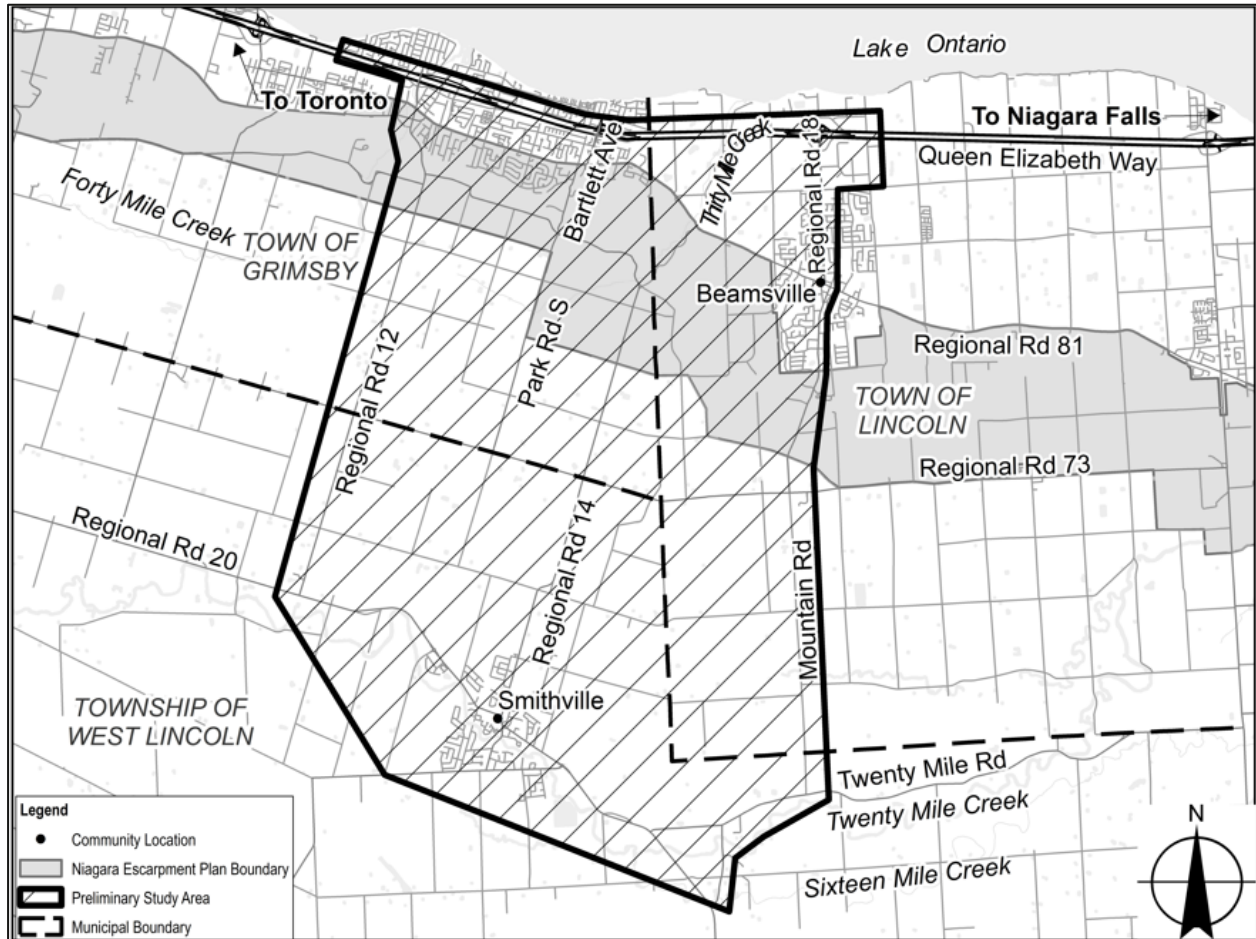 Lake Ontario
To Toronto
To Niagara Falls
Queen Elizabeth Way
Bartlett Ave
Thirty Mile Creek
Regional Rd 18
Forty Mile Creek
TOWN OF
GRIMSBY
Beamsville
Regional Rd 81
Park Rd S
Regional Rd 12
TOWN OF
LINCOLN
Regional Rd 73
Regional Rd 20
Regional Rd 14
Mountain Rd
Smithville
TOWNSHIP OF
WEST LINCOLN
Twenty Mile Rd
Twenty Mile Creek
Sixteen Mile Creek
Legend
Community Location
Niagara Escarpment Plan Boundary
Preliminary Study Area
Municipal Boundary
N